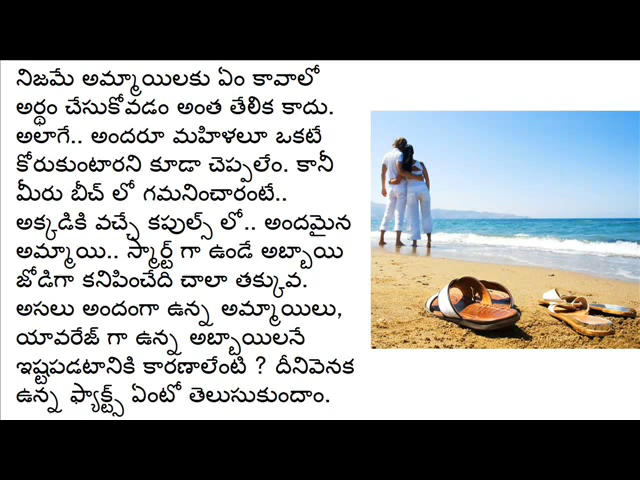 నిజమే అమ్మాయిలకు ఏం కావాలో
అర్థం చేసుకోవడం అంత తేలిక కాదు.
అలాగే.. అందరూ మహిళలూ ఒకటే
కోరుకుంటారని కూడా చెప్పలేం. కానీ
మీరు బీచ్ లో గమనించారంటే..
అక్కడికి వచ్చే కపుల్స్ లో.. అందమైన
అమ్మాయి.. స్మార్ట్ గా ఉండే అబ్బాయి
జోడిగా కనిపించేది చాలా తక్కువ.
అసలు అందంగా ఉన్న అమ్మాయిలు,
యావరేజ్ గా ఉన్న అబ్బాయిలనే
ఇష్టపడటానికి కారణాలేంటి ? దీనివెనక
ఉన్న ఫ్యాక్ట్స్ ఏంటో తెలుసుకుందాం.